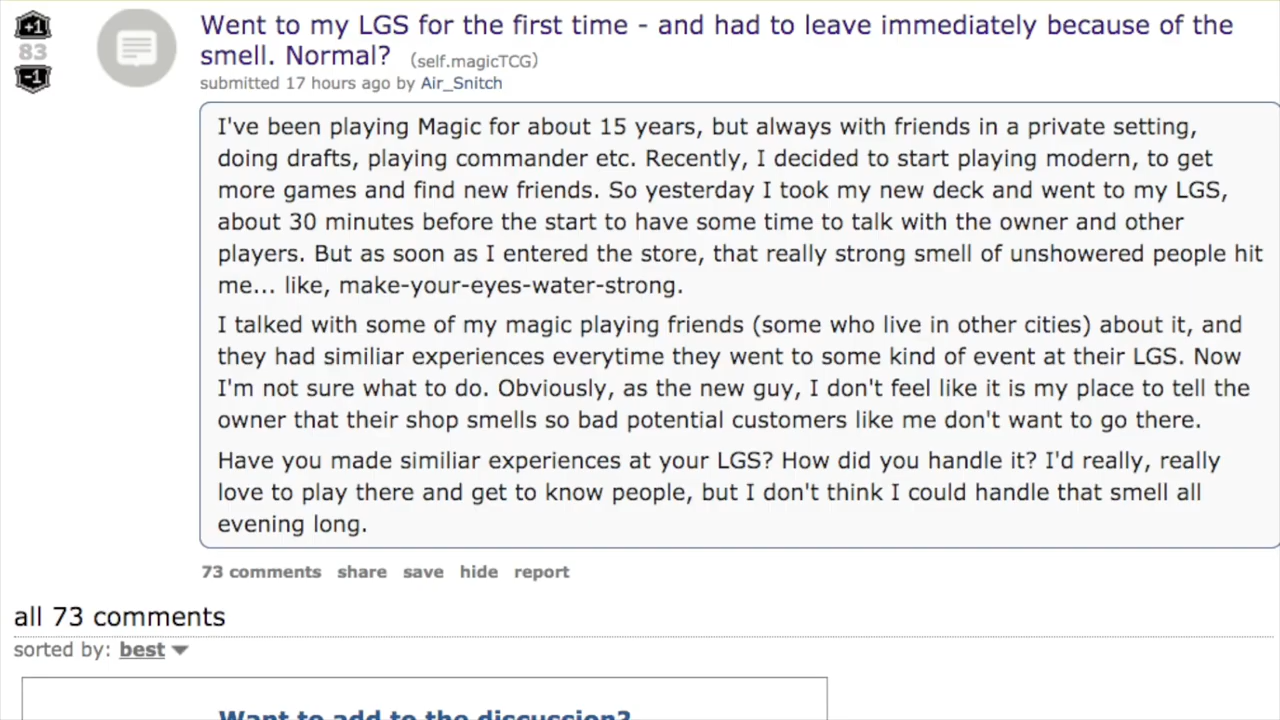 +1
83
-1
Went to my LGS for the first time - and had to leave immediately because of the
smell. Normal? (self.magicTCG)
submitted 17 hours ago by Air_Snitch
I've been playing Magic for about 15 years, but always with friends in a private setting,
doing drafts, playing commander etc. Recently, I decided to start playing modern, to get
more games and find new friends. So yesterday I took my new deck and went to my LGS,
about 30 minutes before the start to have some time to talk with the owner and other
players. But as soon as I entered the store, that really strong smell of unshowered people hit
me... like, make-your-eyes-water-strong.
I talked with some of my magic playing friends (some who live in other cities) about it, and
they had similiar experiences everytime they went to some kind of event at their LGS. Now
I'm not sure what to do. Obviously, as the new guy, I don't feel like it is my place to tell the
owner that their shop smells so bad potential customers like me don't want to go there.
Have you made similiar experiences at your LGS? How did you handle it? I'd really, really
love to play there and get to know people, but I don't think I could handle that smell all
evening long.
73 comments share save hide report
all 73 comments
sorted by: best
Want to add to the discussion?